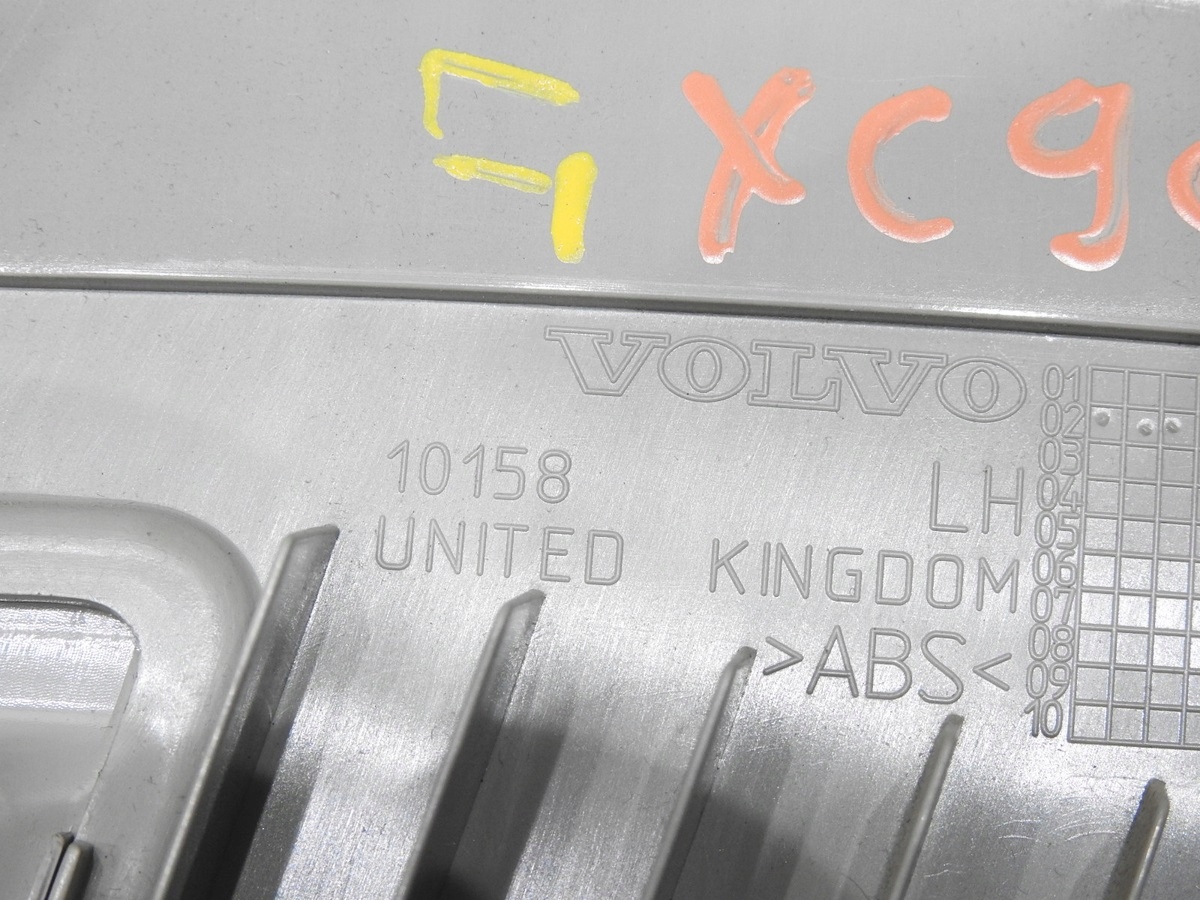 xc9
VOLVO
10158 LH
UNITED KINGDOM
>ABS<
01
02
03
04
05
06
07
08
09
10